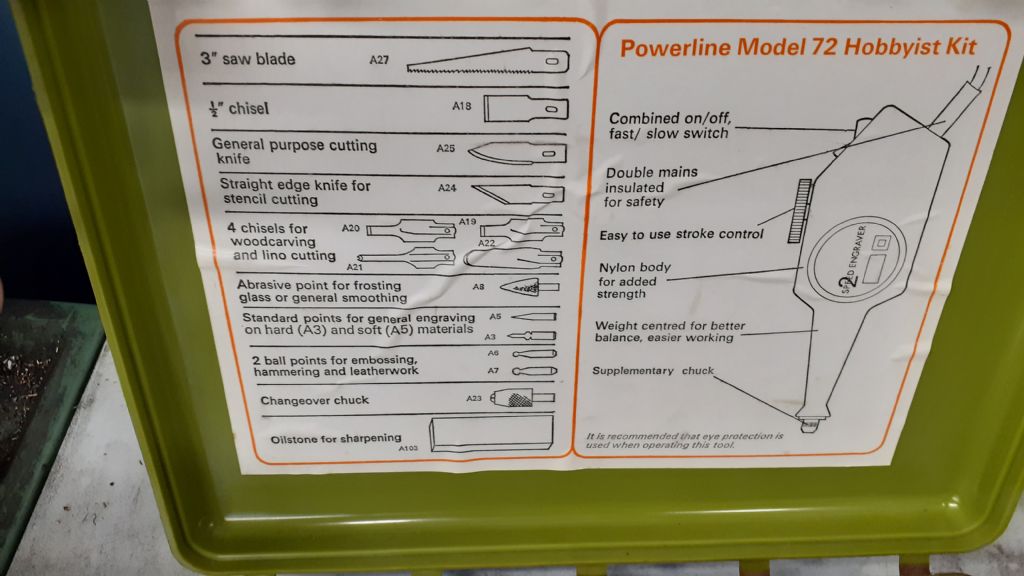 3" saw blade A27
½" chisel A18
General purpose cutting A25
knife
Straight edge knife for A24
stencil cutting
4 chisels for A20 A19
woodcarving A22
and lino cutting A21
Abrasive point for frosting A8
glass or general smoothing
Standard points for general engraving A5
on hard (A3) and soft (A5) materials A3
2 ball points for embossing, A6
hammering and leatherwork A7
Changeover chuck A23
Oilstone for sharpening A103
Powerline Model 72 Hobbyist Kit
Combined on/off,
fast/ slow switch
Double mains
insulated
for safety
Easy to use stroke control
Nylon body
for added
strength
Weight centred for better
balance, easier working
Supplementary chuck
2 SPEED ENGRAVER
It is recommended that eye protection is
used when operating this tool.